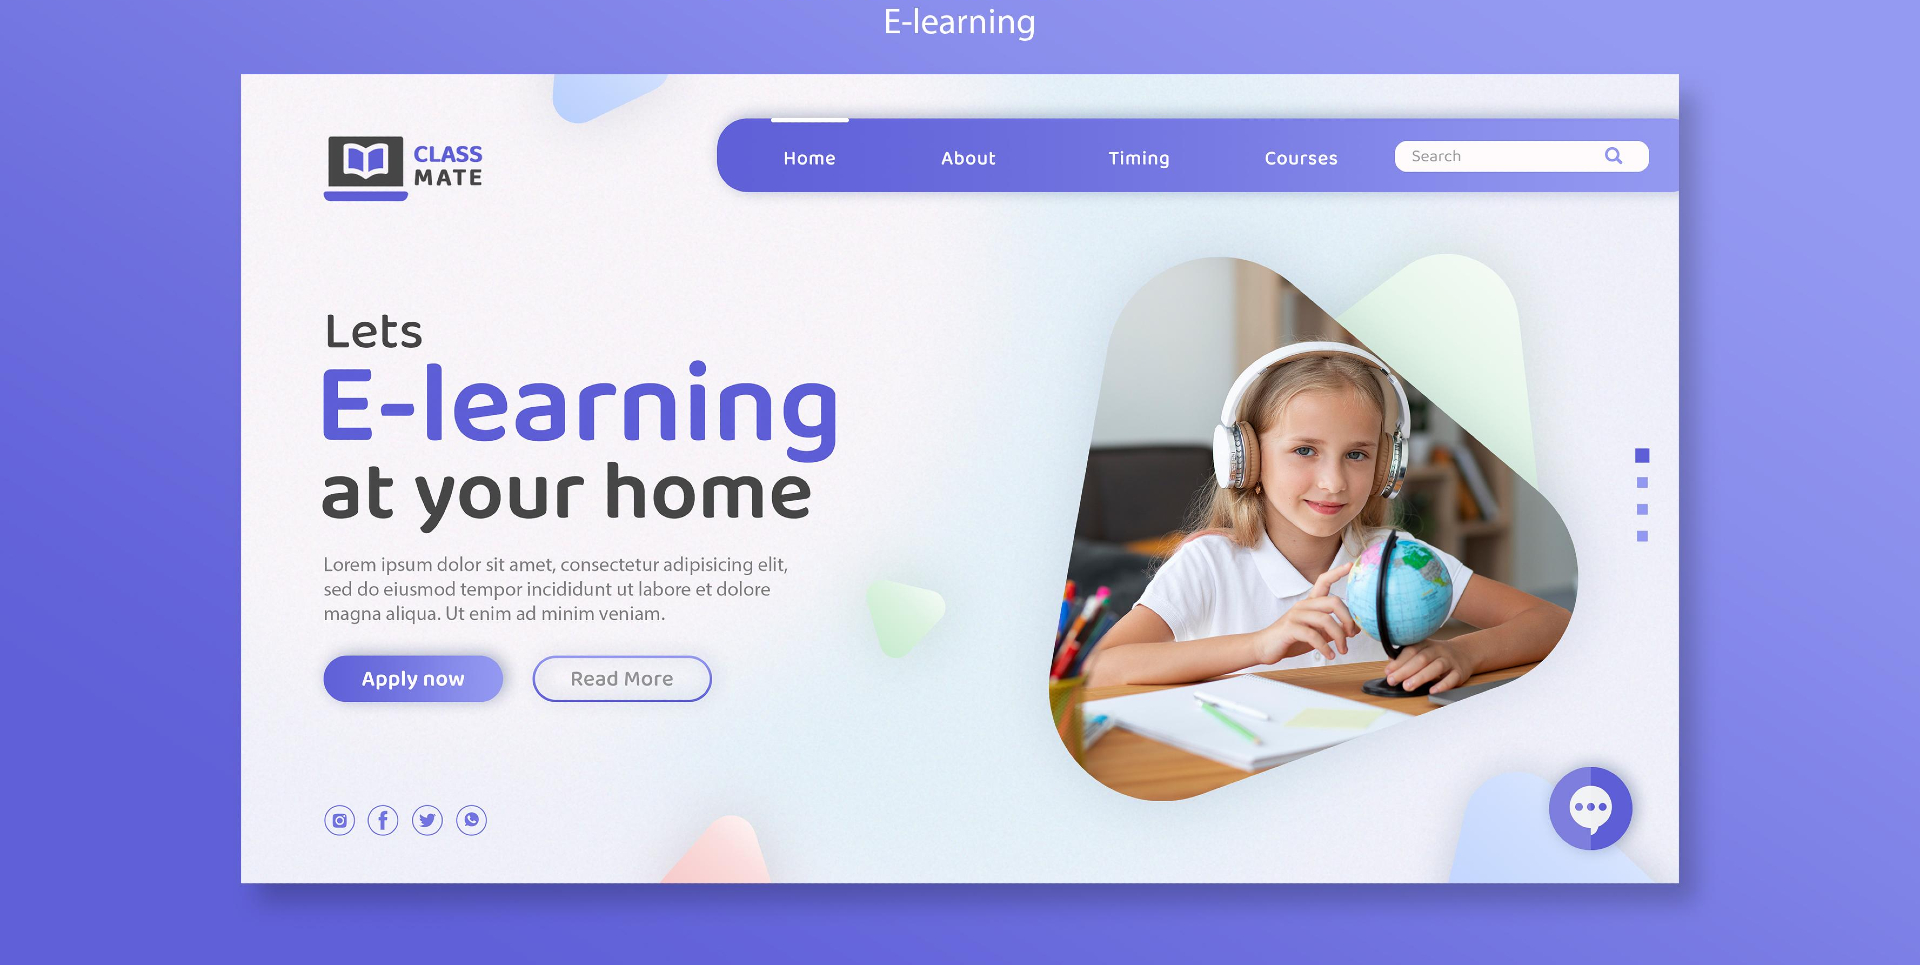 E-learning
CLASS
MATE
Home About Timing Courses Search
Lets
E-learning
at your home
Lorem ipsum dolor sit amet, consectetur adipisicing elit,
sed do eiusmod tempor incididunt ut labore et dolore
magna aliqua. Ut enim ad minim veniam.
Apply now Read More